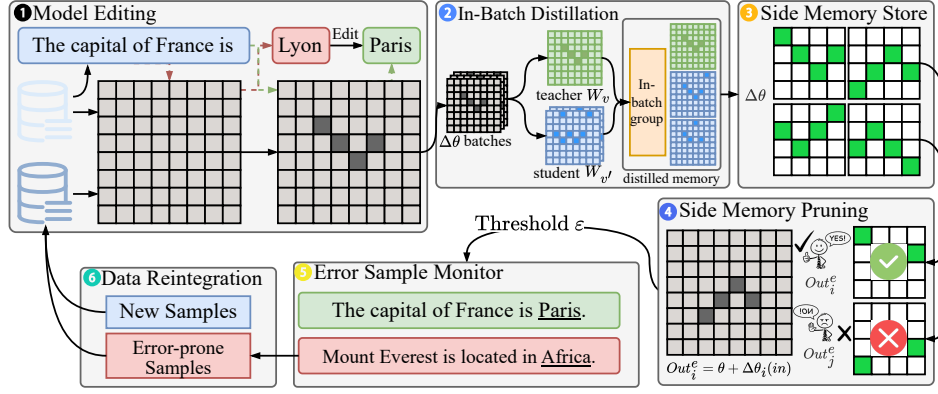 1 Model Editing
The capital of France is
Lyon
Edit
Paris
2 In-Batch Distillation
Δθ
batches
teacher W_v
student W_v'
In-
batch
group
distilled memory
3 Side Memory Store
Δθ
4 Side Memory Pruning
YES!
Out_i^e
NO!
Out_j^e
Out_i^e = θ + Δθ_i(in)
Threshold ε
5 Error Sample Monitor
The capital of France is Paris.
Mount Everest is located in Africa.
6 Data Reintegration
New Samples
Error-prone
Samples